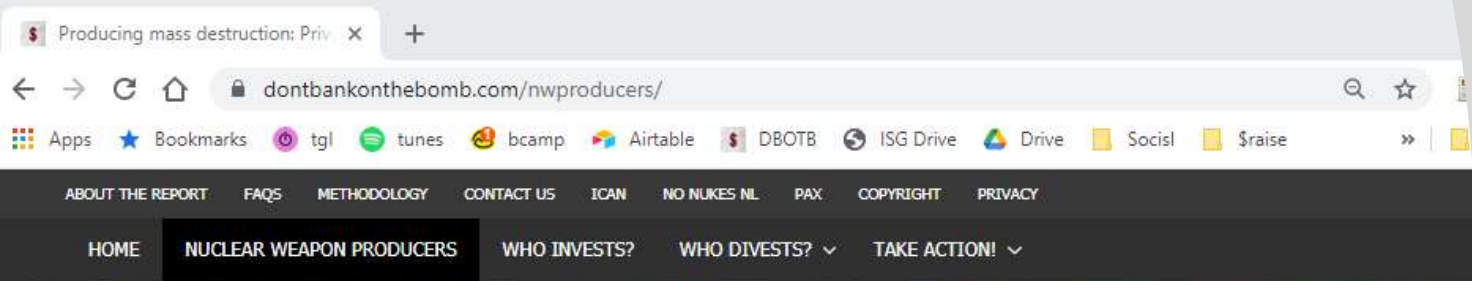 Producing mass destruction: Priv
dontbankonthebomb.com/nwproducers/
Apps Bookmarks tgl tunes bcamp Airtable DBOTB ISG Drive Drive Socisl $raise »
ABOUT THE REPORT FAQS METHODOLOGY CONTACT US ICAN NO NUKES NL PAX COPYRIGHT PRIVACY
HOME NUCLEAR WEAPON PRODUCERS WHO INVESTS? WHO DIVESTS? TAKE ACTION!